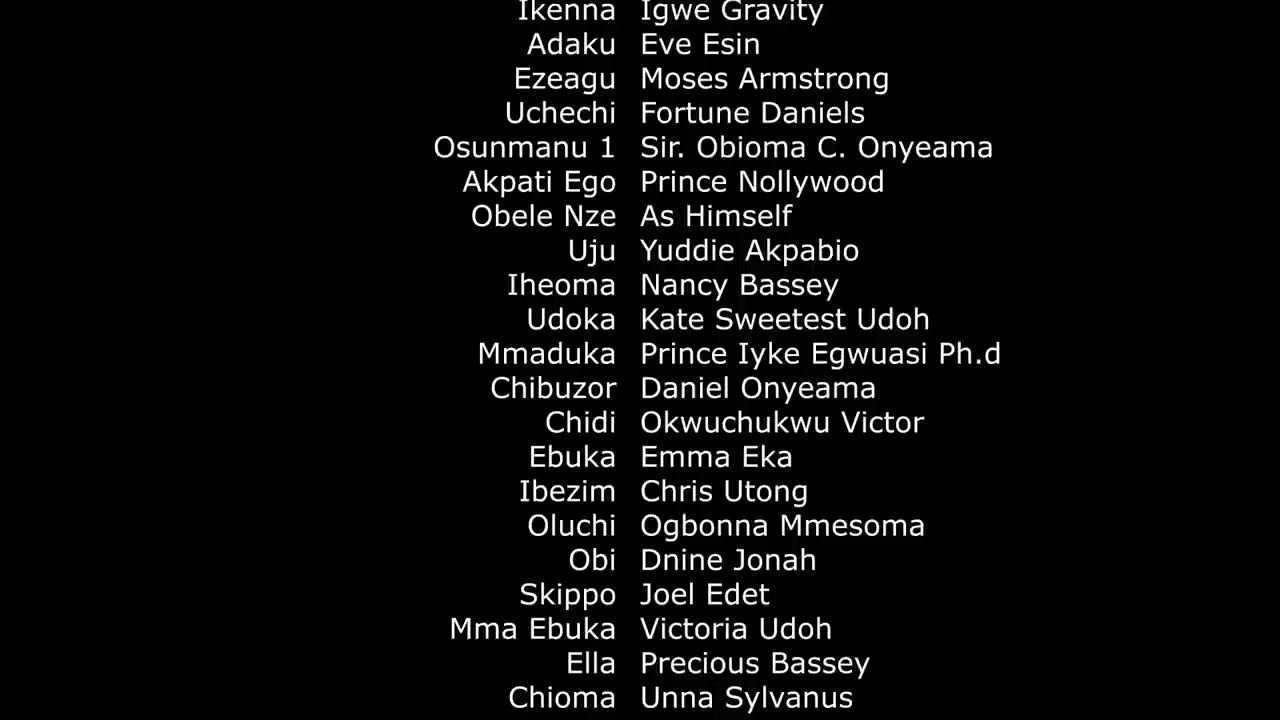 Ikenna Igwe Gravity
Adaku Eve Esin
Ezeagu Moses Armstrong
Uchechi Fortune Daniels
Osunmanu 1 Sir. Obioma C. Onyeama
Akpati Ego Prince Nollywood
Obele Nze As Himself
Uju Yuddie Akpabio
Iheoma Nancy Bassey
Udoka Kate Sweetest Udoh
Mmaduka Prince Iyke Egwuasi Ph.d
Chibuzor Daniel Onyeama
Chidi Okwuchukwu Victor
Ebuka Emma Eka
Ibezim Chris Utong
Oluchi Ogbonna Mmesoma
Obi Dnine Jonah
Skippo Joel Edet
Mma Ebuka Victoria Udoh
Ella Precious Bassey
Chioma Unna Sylvanus